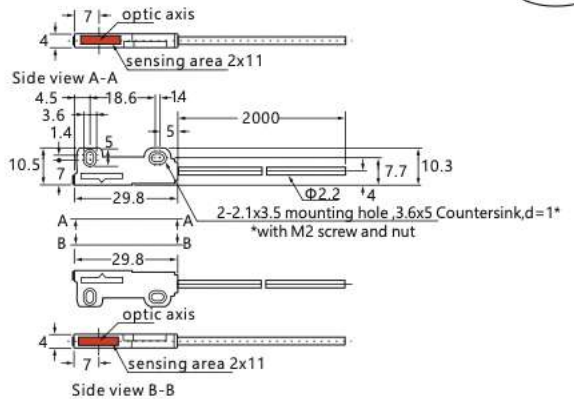 7
optic axis
4
sensing area 2x11
Side view A-A
4.5
18.6
14
3.6
5
2000
1.4
5
10.5
7
7.7
10.3
Φ2.2
4
29.8
2-2.1x3.5 mounting hole ,3.6x5 Countersink,d=1*
*with M2 screw and nut
A
A
B
B
29.8
optic axis
4
7
sensing area 2x11
Side view B-B